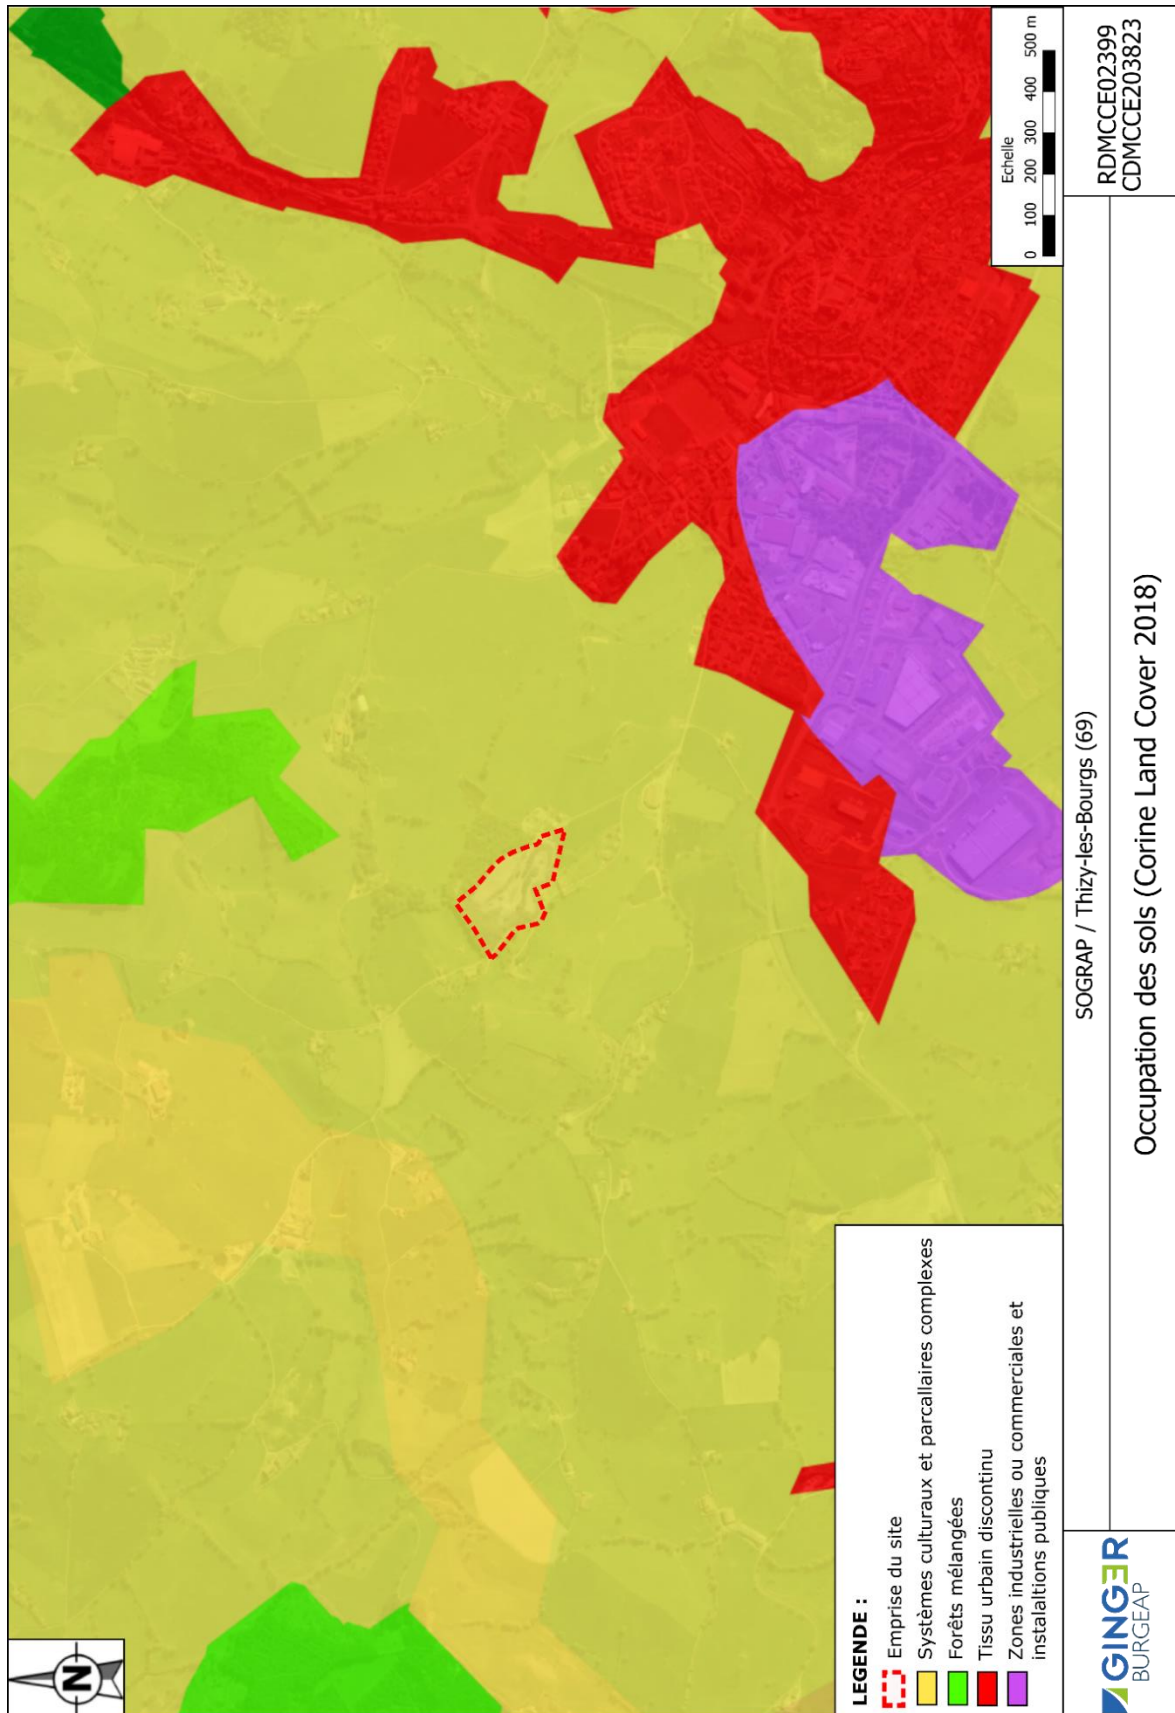 N
LEGENDE :
Emprise du site
Systèmes culturaux et parcallaires complexes
Forêts mélangées
Tissu urbain discontinu
Zones industrielles ou commerciales et
instalaltions publiques
Echelle
0 100 200 300 400 500 m
GINGER
BURGEAP
SOGRAP / Thizy-les-Bourgs (69)
Occupation des sols (Corine Land Cover 2018)
RDMCCE02399
CDMCCE203823